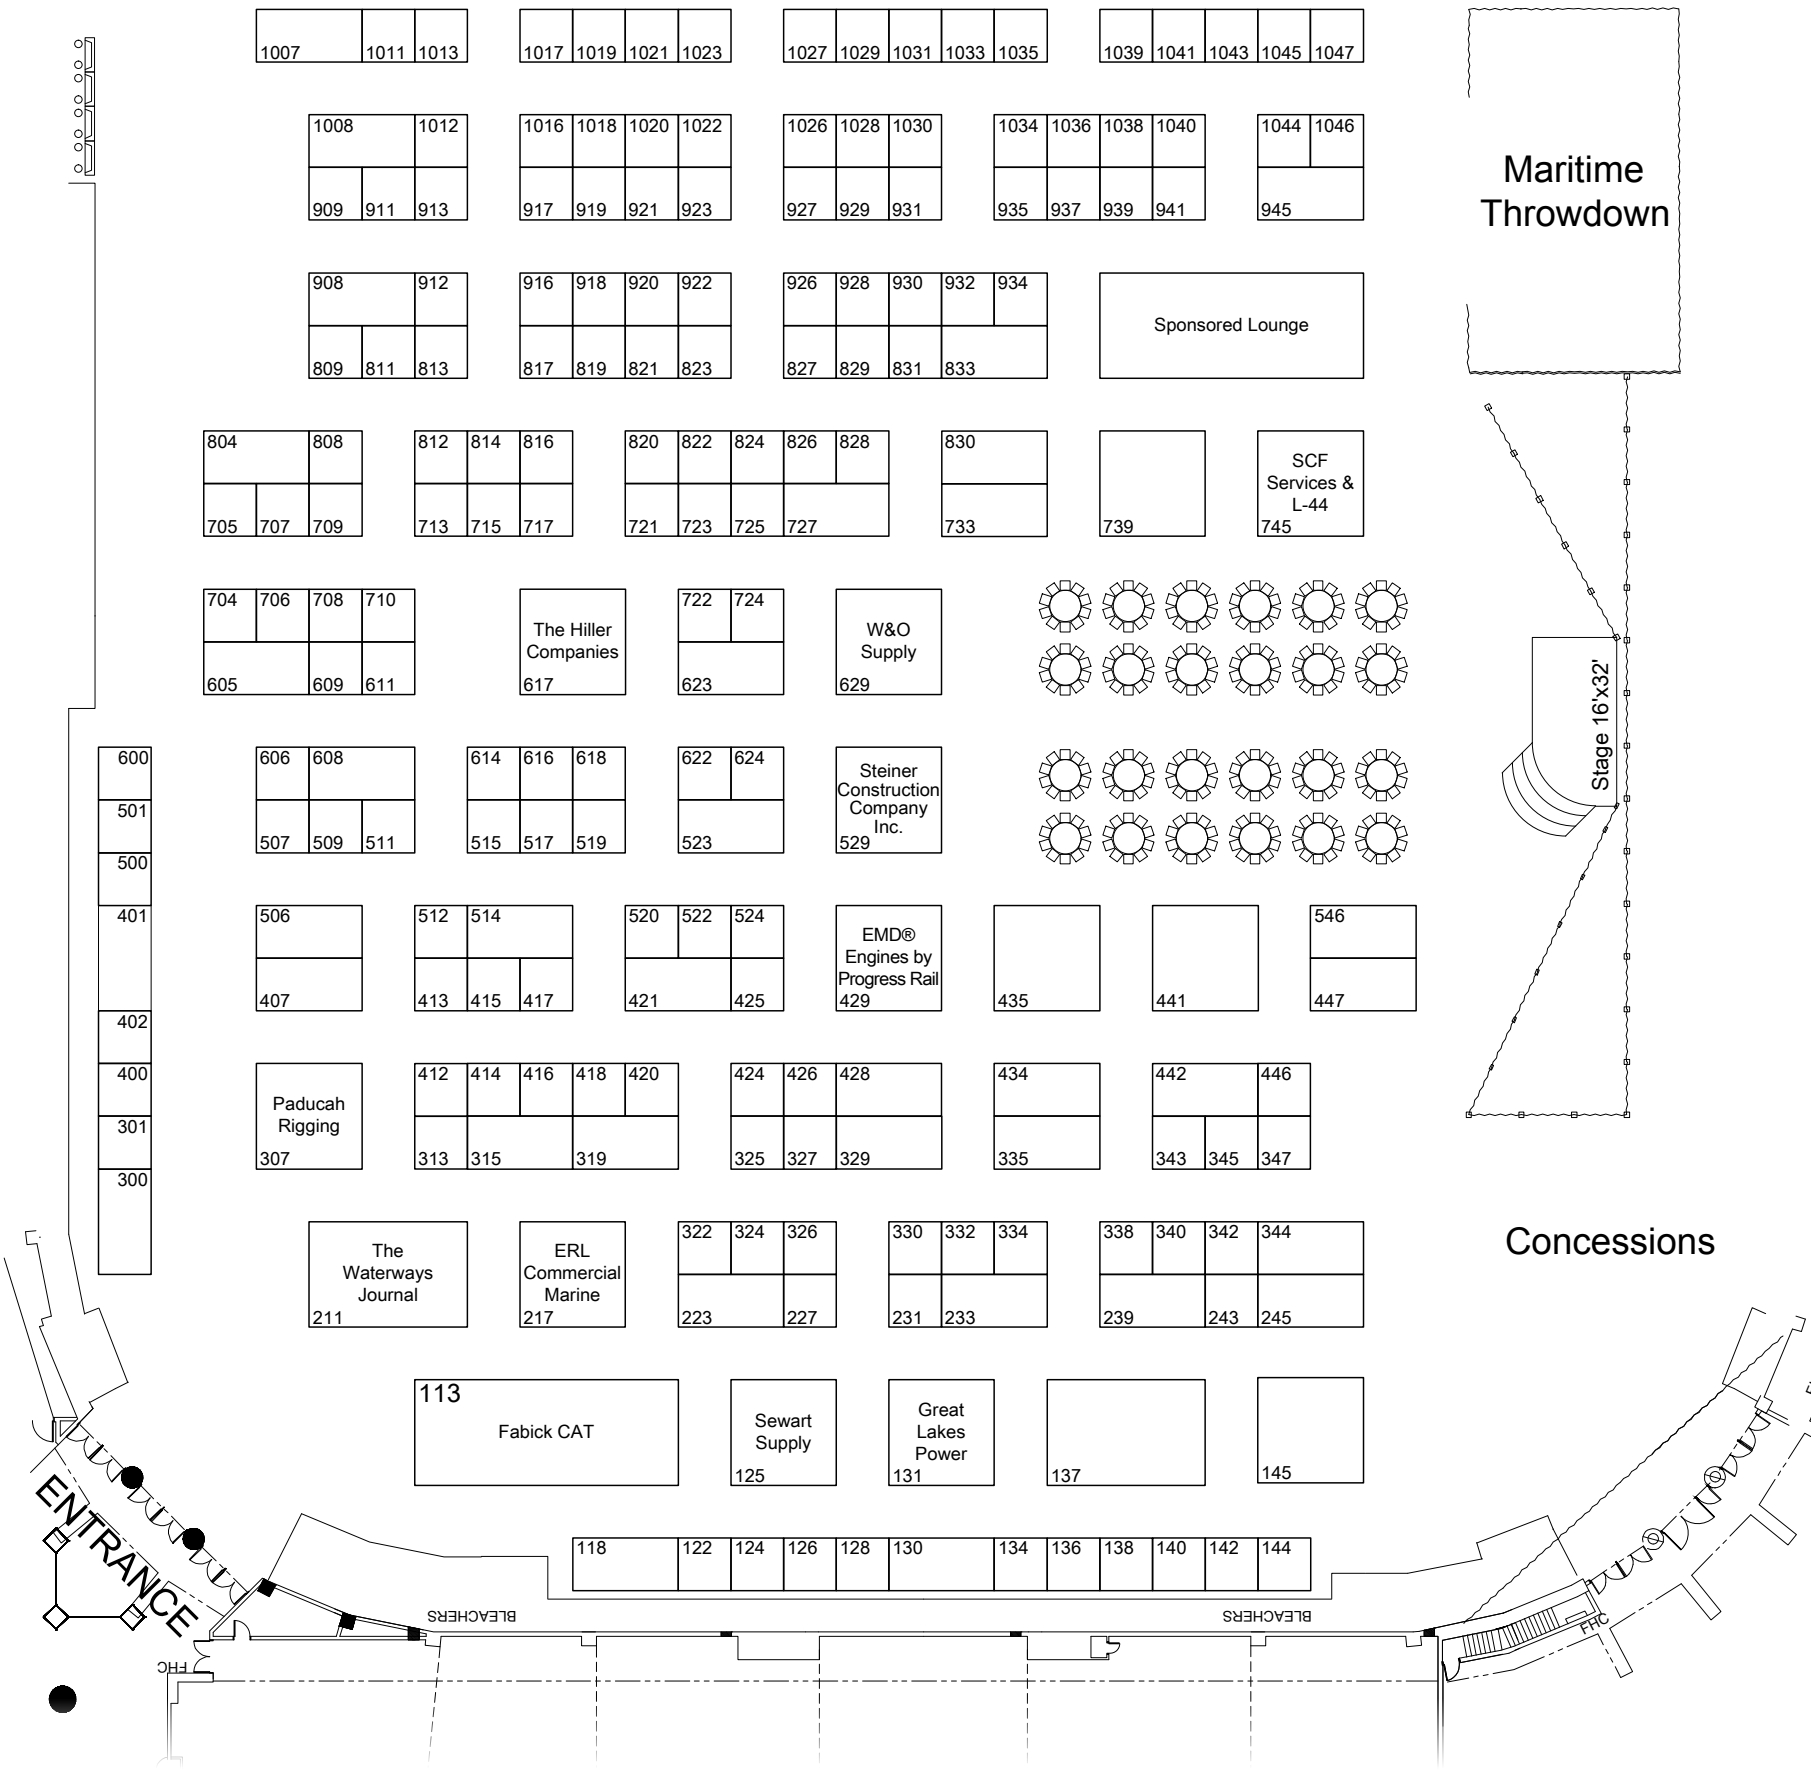 1007 1011 1013 1017 1019 1021 1023 1027 1029 1031 1033 1035 1039 1041 1043 1045 1047
1008 1012 1016 1018 1020 1022 1026 1028 1030 1034 1036 1038 1040 1044 1046
Maritime
Throwdown
909 911 913 917 919 921 923 927 929 931 935 937 939 941 945
908 912 916 918 920 922 926 928 930 932 934
Sponsored Lounge
809 811 813 817 819 821 823 827 829 831 833
804 808 812 814 816 820 822 824 826 828 830
SCF
Services &
L-44
705 707 709 713 715 717 721 723 725 727 733 739 745
704 706 708 710 722 724
The Hiller
Companies
W&O
Supply
605 609 611 617 623 629
Stage 16'x32'
600 606 608 614 616 618 622 624
Steiner
Construction
Company
Inc.
501
507 509 511 515 517 519 523 529
500
401 506 512 514 520 522 524 546
EMD®
Engines by
Progress Rail
407 413 415 417 421 425 429 435 441 447
402
400 412 414 416 418 420 424 426 428 434 442 446
Paducah
Rigging
301
307 313 315 319 325 327 329 335 343 345 347
300
322 324 326 330 332 334 338 340 342 344
The
Waterways
Journal
ERL
Commercial
Marine
Concessions
211 217 223 227 231 233 239 243 245
113
Fabick CAT
Sewart
Supply
Great
Lakes
Power
125 131 137 145
ENTRANCE
118 122 124 126 128 130 134 136 138 140 142 144
BLEACHERS BLEACHERS
FHC FHC